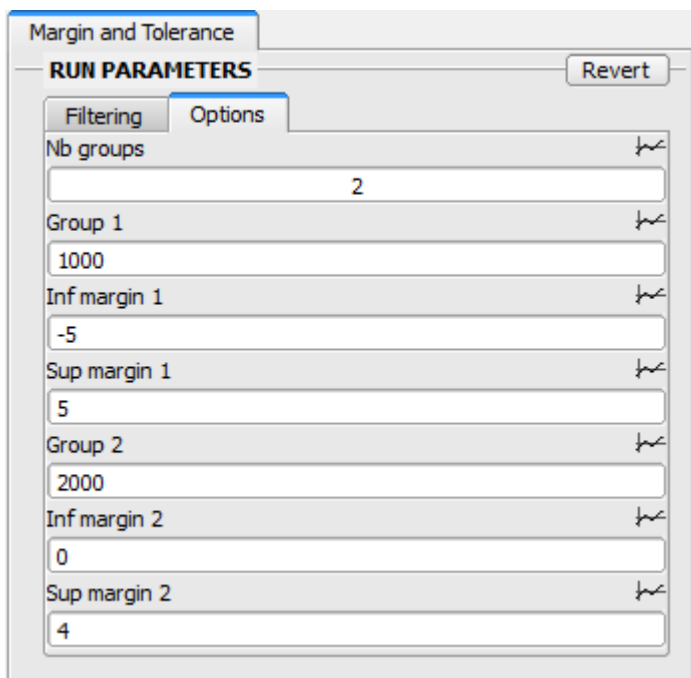 Margin and Tolerance
RUN PARAMETERS Revert
Filtering Options
Nb groups
2
Group 1
1000
Inf margin 1
-5
Sup margin 1
5
Group 2
2000
Inf margin 2
0
Sup margin 2
4